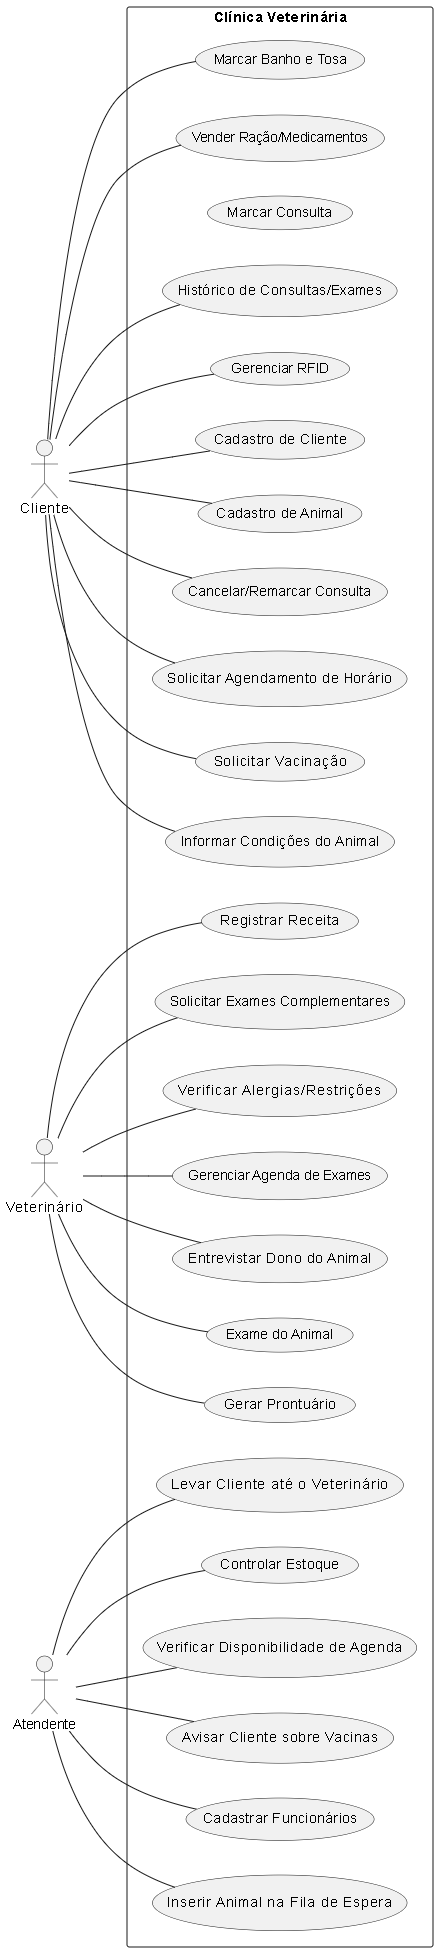 Clínica Veterinária
Marcar Banho e Tosa
Vender Ração/Medicamentos
Marcar Consulta
Histórico de Consultas/Exames
Gerenciar RFID
Cadastro de Cliente
Cliente
Cadastro de Animal
Cancelar/Remarcar Consulta
Solicitar Agendamento de Horário
Solicitar Vacinação
Informar Condições do Animal
Registrar Receita
Solicitar Exames Complementares
Verificar Alergias/Restrições
Gerenciar Agenda de Exames
Veterinário
Entrevistar Dono do Animal
Exame do Animal
Gerar Prontuário
Levar Cliente até o Veterinário
Controlar Estoque
Verificar Disponibilidade de Agenda
Atendente
Avisar Cliente sobre Vacinas
Cadastrar Funcionários
Inserir Animal na Fila de Espera